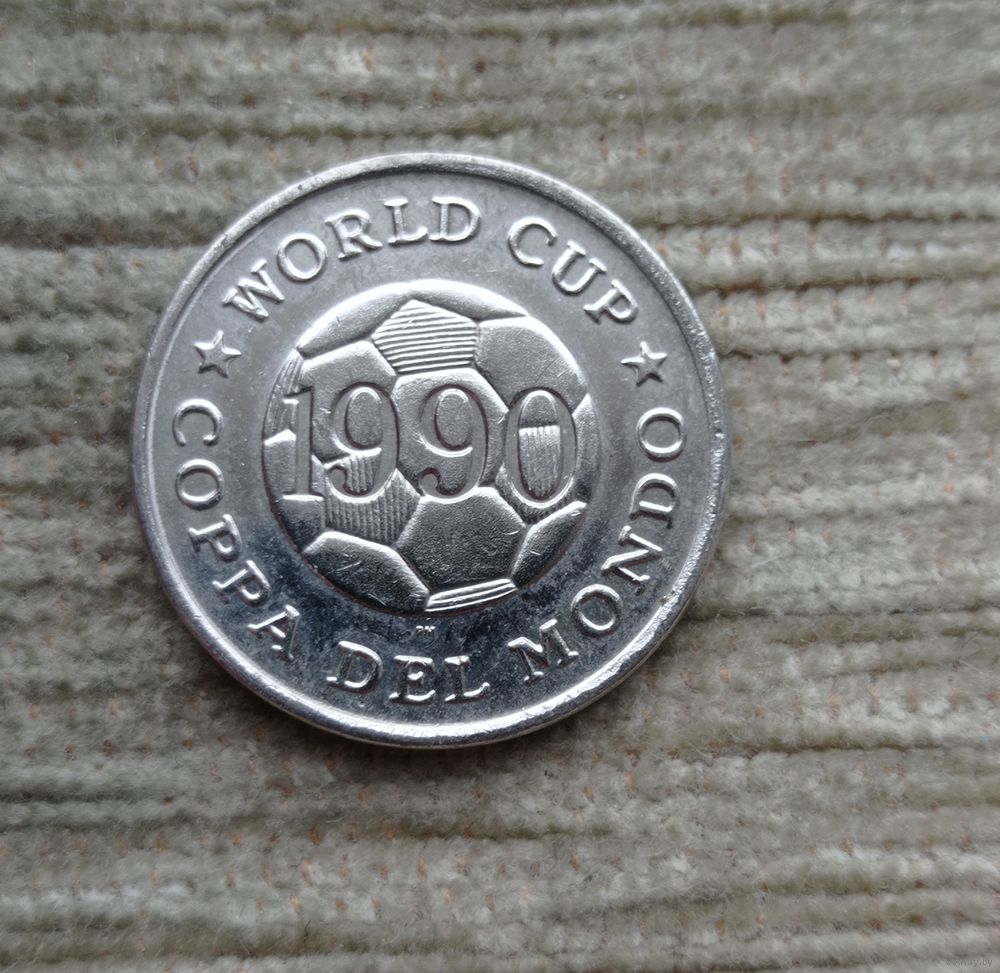 ★ WORLD CUP ★
1990
COPPA DEL MONDO